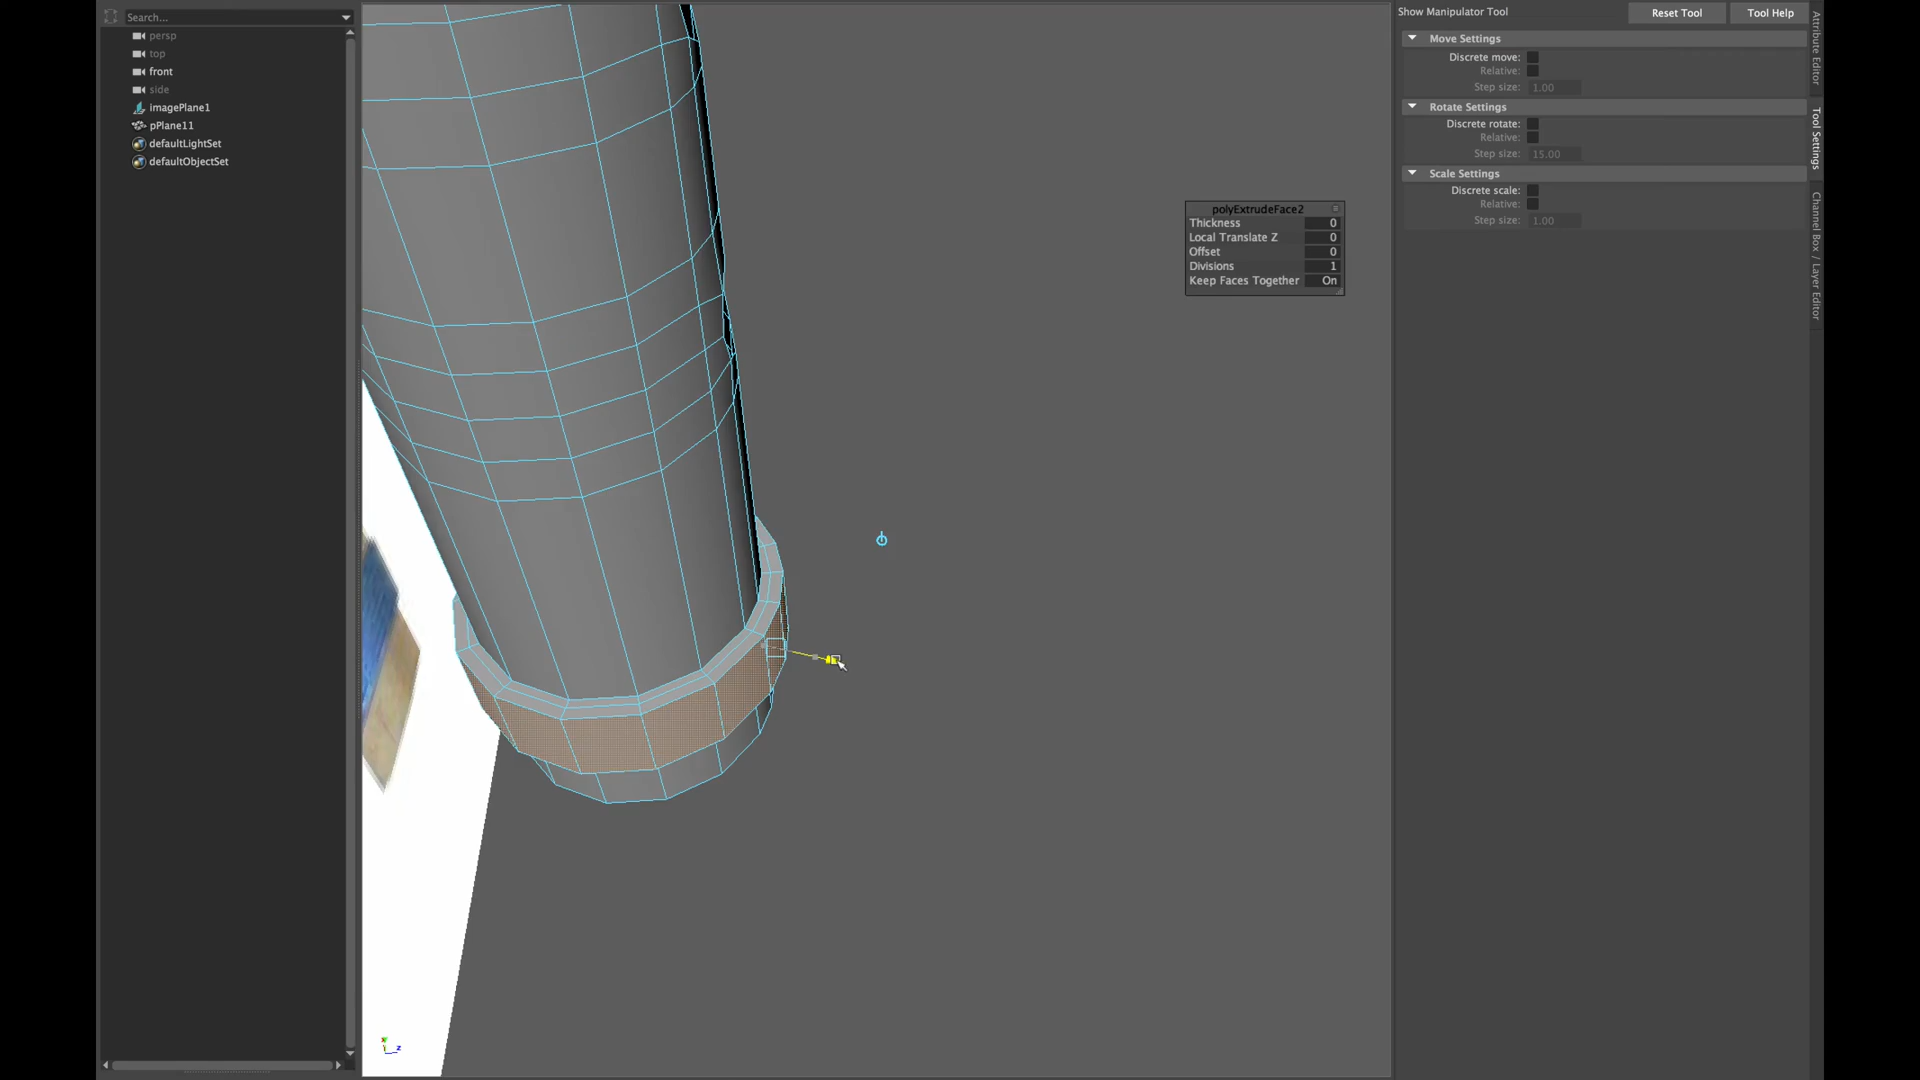 Search...
persp
top
front
side
imagePlane1
pPlane11
defaultLightSet
defaultObjectSet
polyExtrudeFace2
Thickness 0
Local Translate Z 0
Offset 0
Divisions 1
Keep Faces Together On
z
Show Manipulator Tool
Reset Tool
Tool Help
Move Settings
Discrete move:
Relative:
Step size: 1.00
Rotate Settings
Discrete rotate:
Relative:
Step size: 15.00
Scale Settings
Discrete scale:
Relative:
Step size: 1.00
Attribute Editor
Tool Settings
Channel Box / Layer Editor